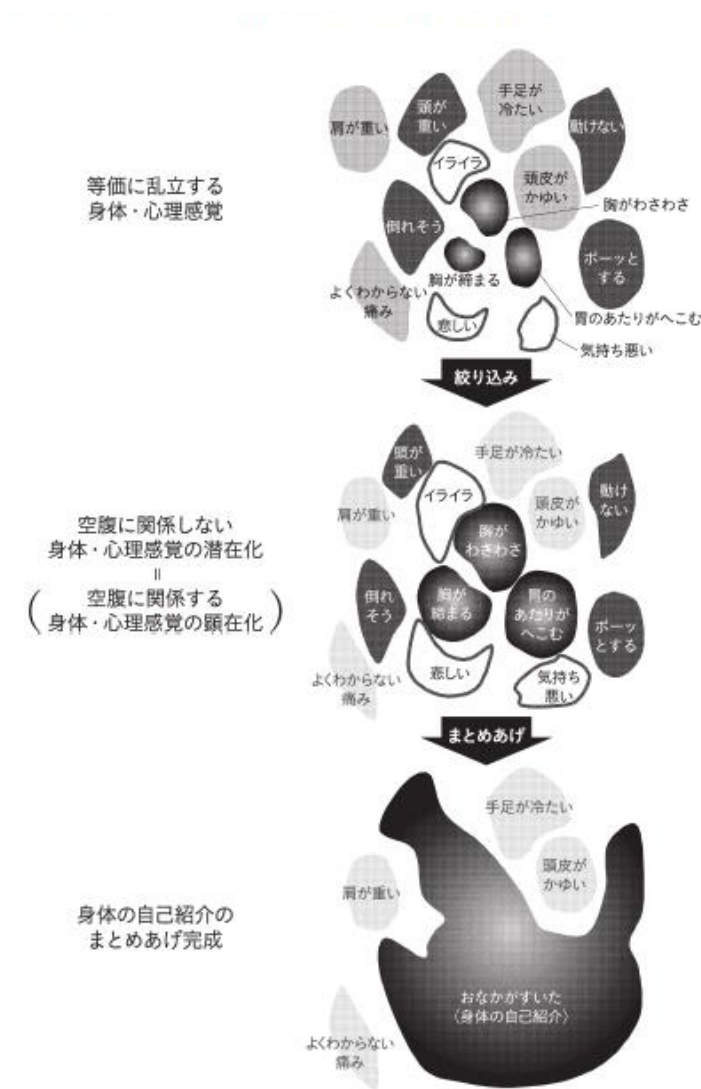 手足が
冷たい
頭が
重い
肩が重い
動けない
イライラ
頭皮が
かゆい
等価に乱立する
身体・心理感覚
胸がわさわさ
倒れそう
ボーッと
する
胸が締まる
よくわからない
痛み
胃のあたりがへこむ
悲しい
気持ち悪い
絞り込み
頭が
重い
手足が冷たい
イライラ
動け
ない
肩が重い
頭皮が
かゆい
胸が
わさわさ
空腹に関係しない
身体・心理感覚の潜在化
=
(空腹に関係する
身体・心理感覚の顕在化)
倒れ
そう
胸が
締まる
胃の
あたりが
へこむ
ボーッ
とする
悲しい
気持ち
悪い
よくわからない
痛み
まとめあげ
手足が冷たい
頭皮が
かゆい
肩が重い
身体の自己紹介の
まとめあげ完成
おなかがすいた
〈身体の自己紹介〉
よくわからない
痛み